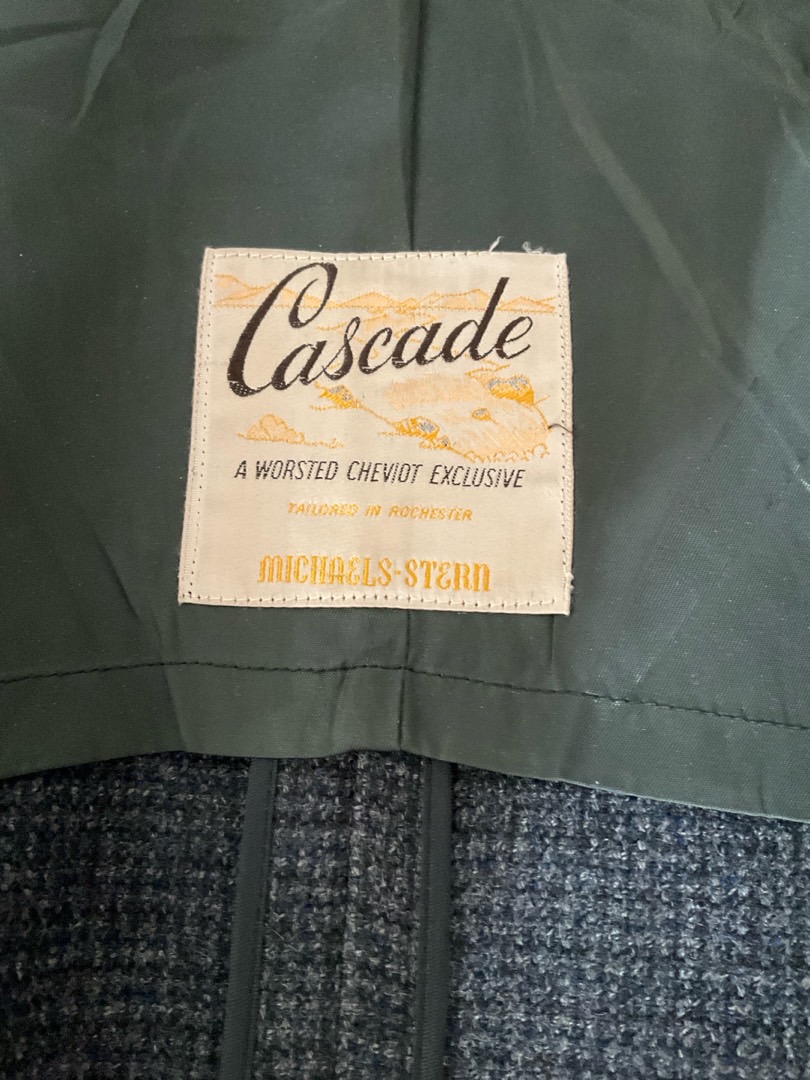 Cascade
A WORSTED CHEVIOT EXCLUSIVE
TAILORED IN ROCHESTER
MICHAELS-STERN